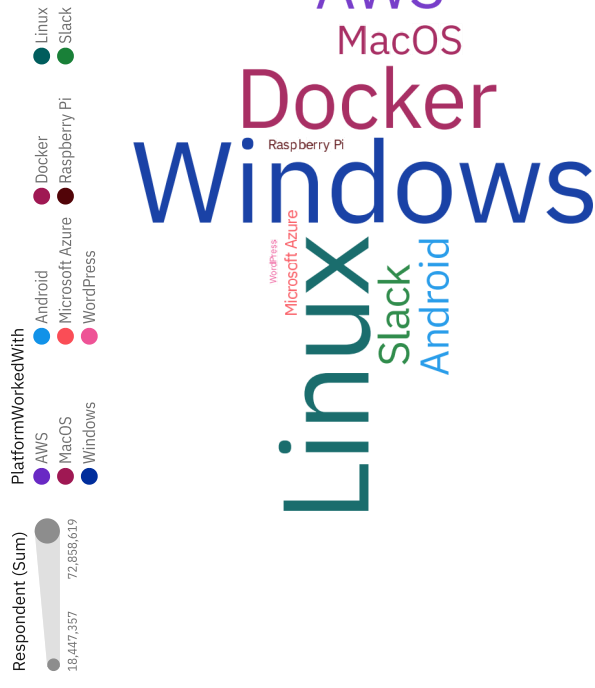 AWS
MacOS
Docker
Windows
Raspberry Pi
WordPress
Microsoft Azure
Linux
Slack
Android
PlatformWorkedWith
AWS
Android
Docker
Linux
MacOS
Microsoft Azure
Raspberry Pi
Slack
Windows
WordPress
Respondent (Sum)
18,447,357
72,858,619